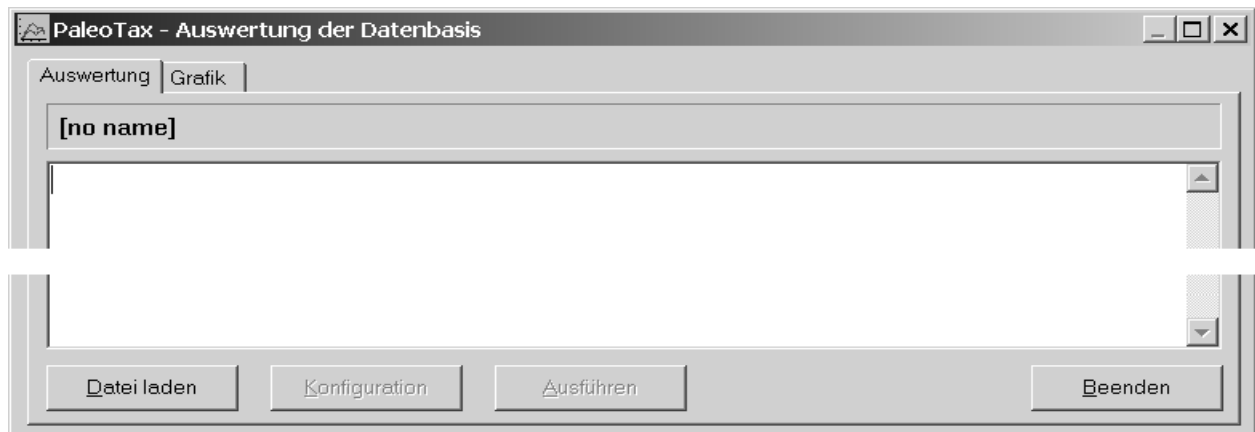 PaleoTax - Auswertung der Datenbasis
Auswertung Grafik
[no name]
Datei laden Konfiguration Ausführen Beenden